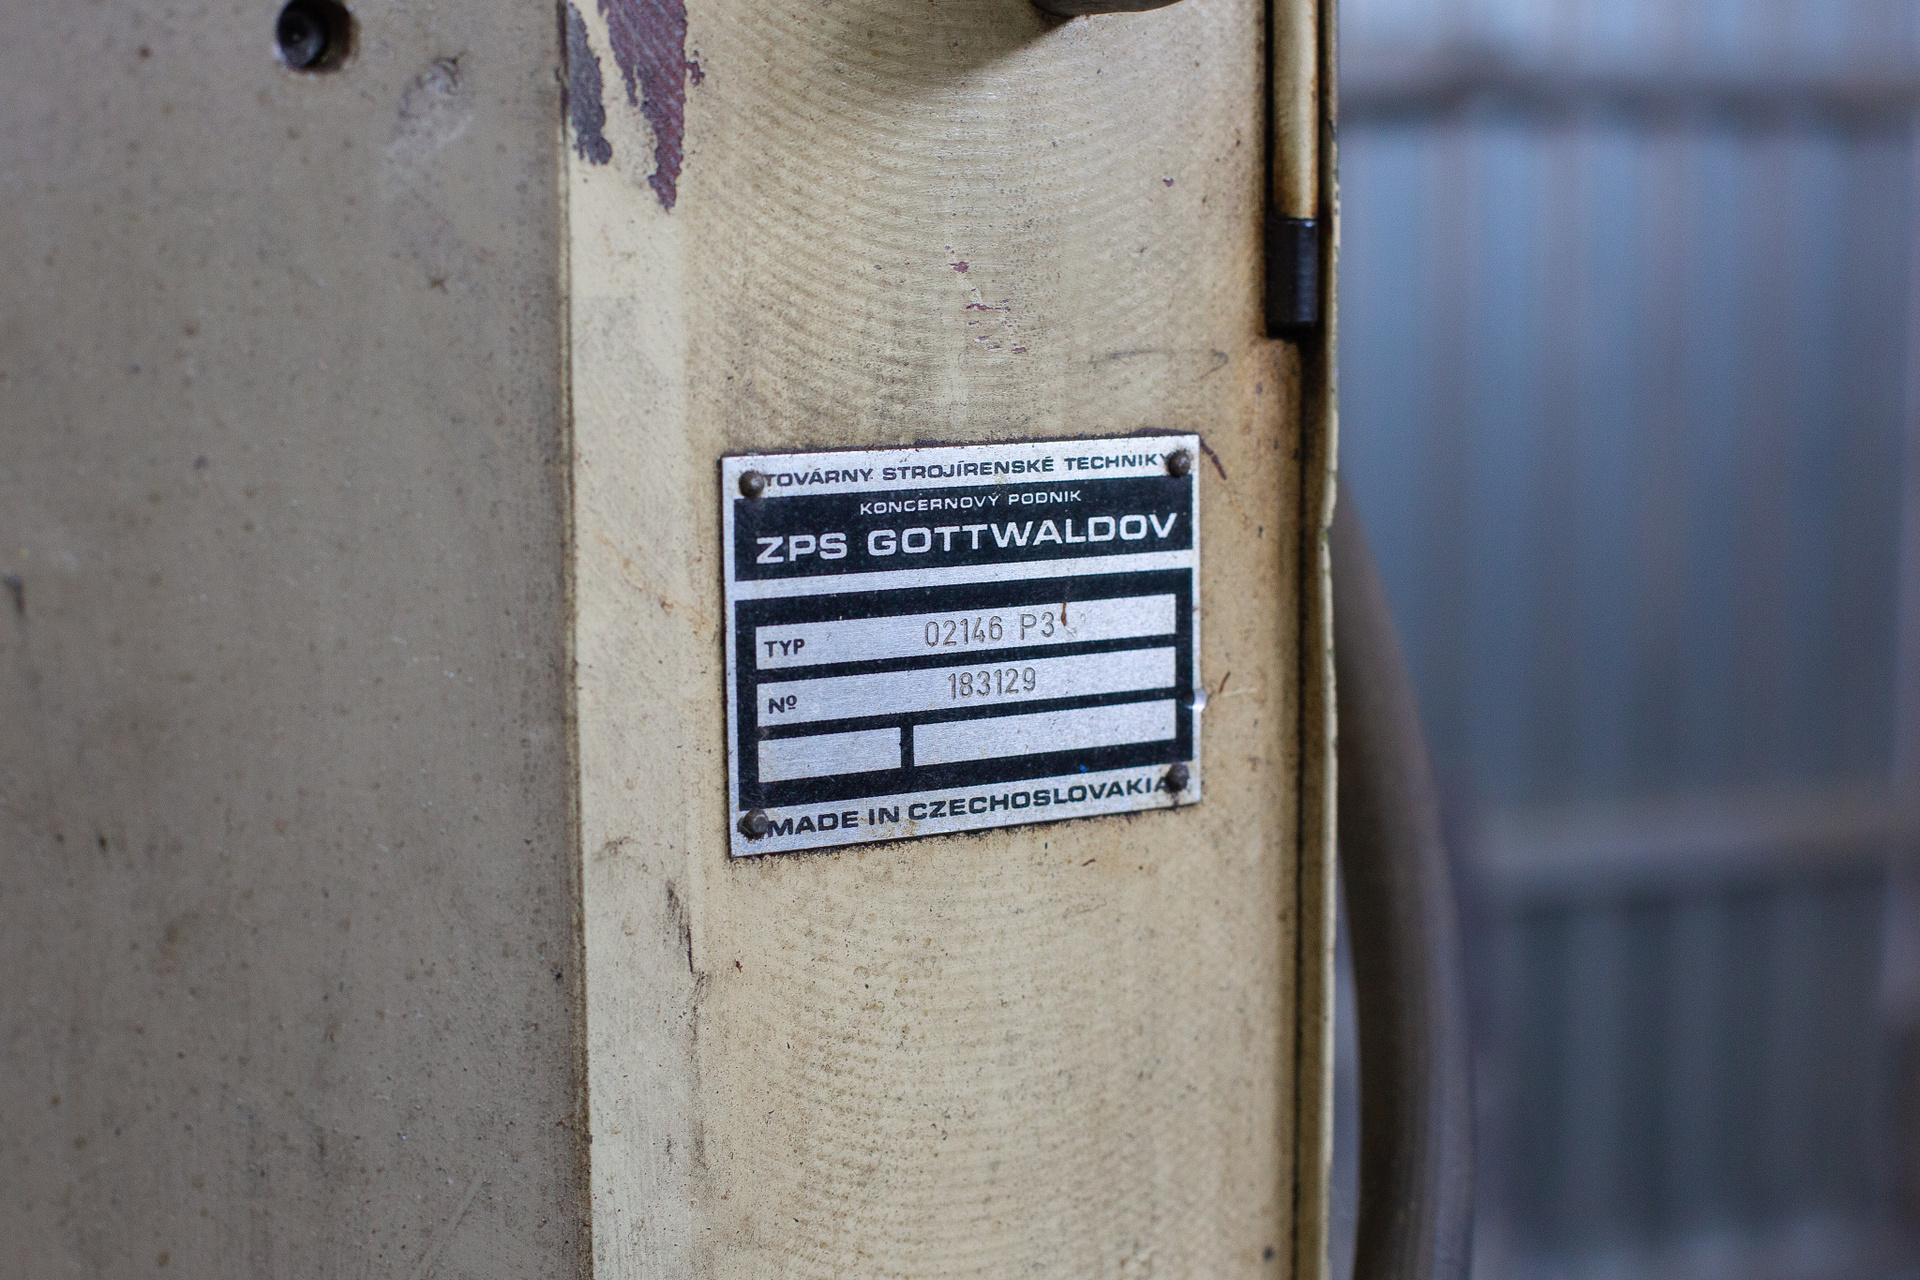 TOVÁRNY STROJÍRENSKÉ TECHNIKY
KONCERNOVÝ PODNIK
ZPS GOTTWALDOV
TYP 02146 P3
Nº 183129
MADE IN CZECHOSLOVAKIA